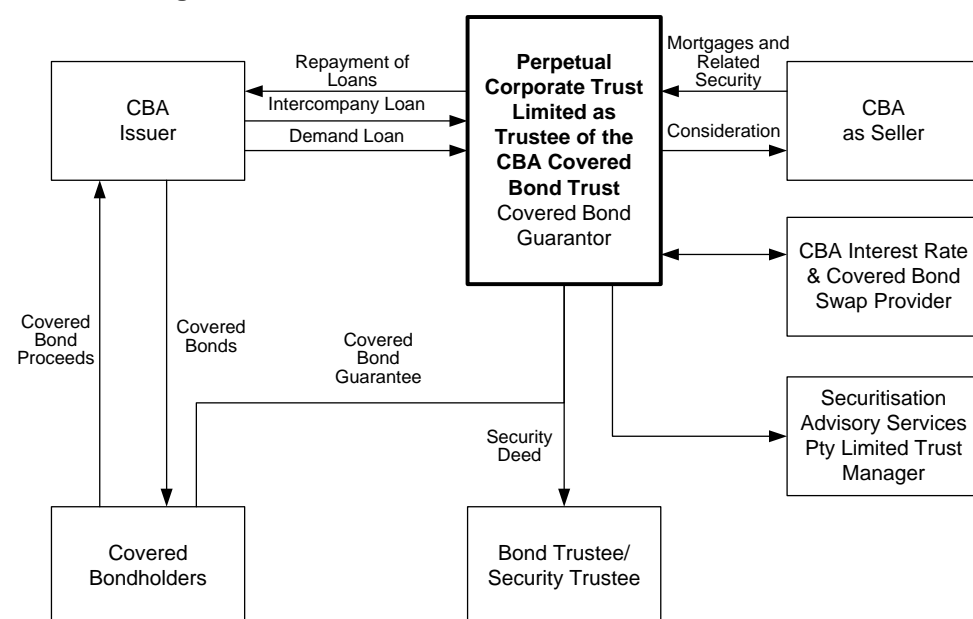 CBA
Issuer
Repayment of
Loans
Intercompany Loan
Demand Loan
Perpetual
Corporate Trust
Limited as
Trustee of the
CBA Covered
Bond Trust
Covered Bond
Guarantor
Mortgages and
Related
Security
Consideration
CBA
as Seller
CBA Interest Rate
& Covered Bond
Swap Provider
Covered
Bond
Proceeds
Covered
Bonds
Covered
Bond
Guarantee
Security
Deed
Securitisation
Advisory Services
Pty Limited Trust
Manager
Covered
Bondholders
Bond Trustee/
Security Trustee